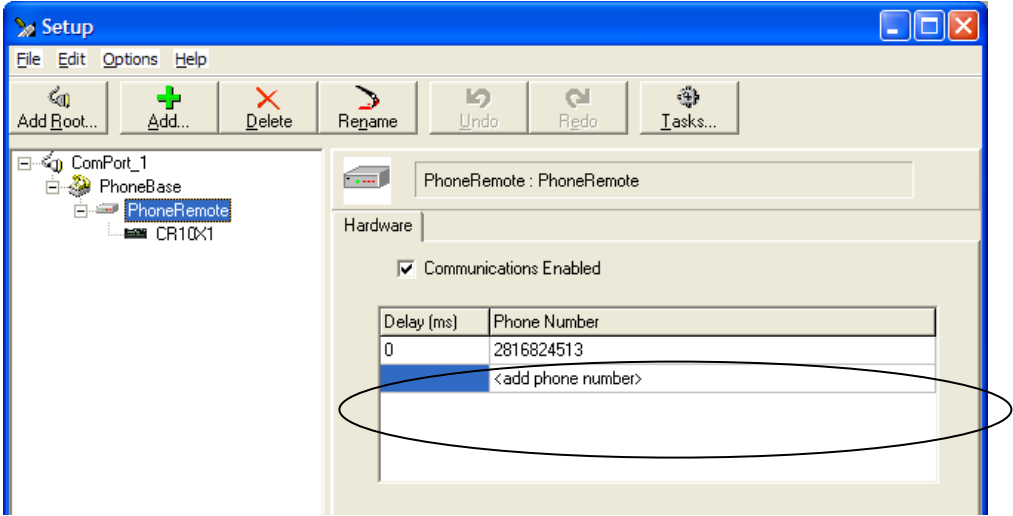 Setup
File Edit Options Help
Add Root... Add... Delete Rename Undo Redo Tasks...
ComPort_1
PhoneBase
PhoneRemote
CR10X1
PhoneRemote : PhoneRemote
Hardware
Communications Enabled
Delay (ms) Phone Number
0 2816824513
<add phone number>